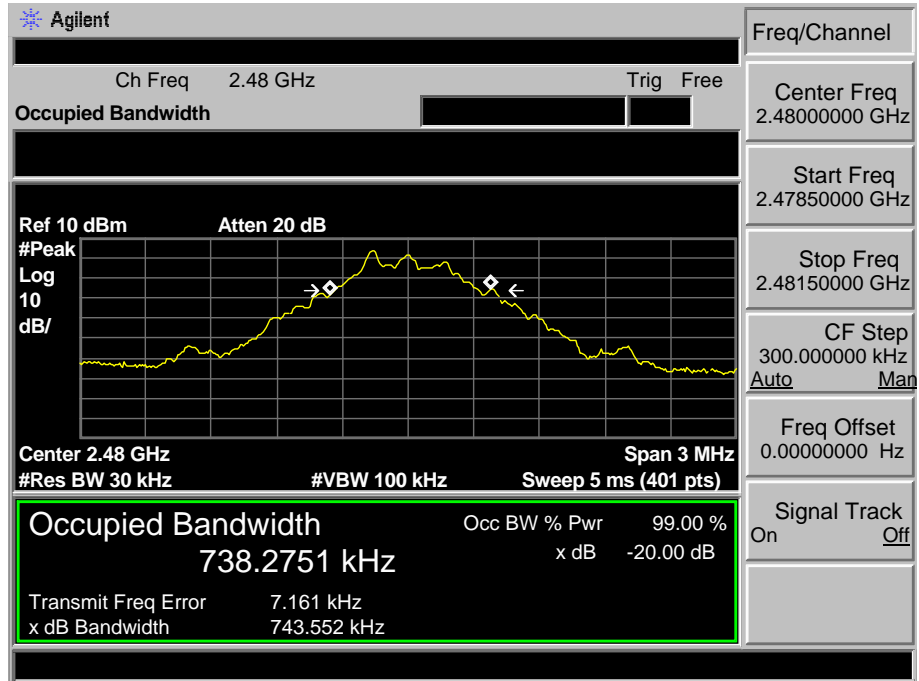 Agilent
Ch Freq 2.48 GHz Trig Free
Occupied Bandwidth
Ref 10 dBm Atten 20 dB
#Peak
Log
10
dB/
Center 2.48 GHz Span 3 MHz
#Res BW 30 kHz #VBW 100 kHz Sweep 5 ms (401 pts)
Occupied Bandwidth Occ BW % Pwr 99.00 %
738.2751 kHz x dB -20.00 dB
Transmit Freq Error 7.161 kHz
x dB Bandwidth 743.552 kHz
Freq/Channel
Center Freq
2.48000000 GHz
Start Freq
2.47850000 GHz
Stop Freq
2.48150000 GHz
CF Step
300.000000 kHz
Auto Man
Freq Offset
0.00000000 Hz
Signal Track
On Off